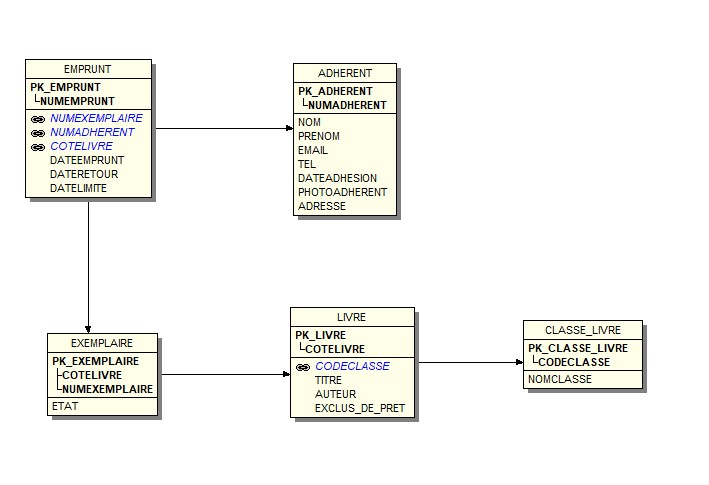 EMPRUNT
PK_EMPRUNT
NUMEMPRUNT
NUMEXEMPLAIRE
NUMADHERENT
COTELIVRE
DATEEMPRUNT
DATERETOUR
DATELIMITE
ADHERENT
PK_ADHERENT
NUMADHERENT
NOM
PRENOM
EMAIL
TEL
DATEADHESION
PHOTOADHERENT
ADRESSE
EXEMPLAIRE
PK_EXEMPLAIRE
COTELIVRE
NUMEXEMPLAIRE
ETAT
LIVRE
PK_LIVRE
COTELIVRE
CODECLASSE
TITRE
AUTEUR
EXCLUS_DE_PRET
CLASSE_LIVRE
PK_CLASSE_LIVRE
CODECLASSE
NOMCLASSE